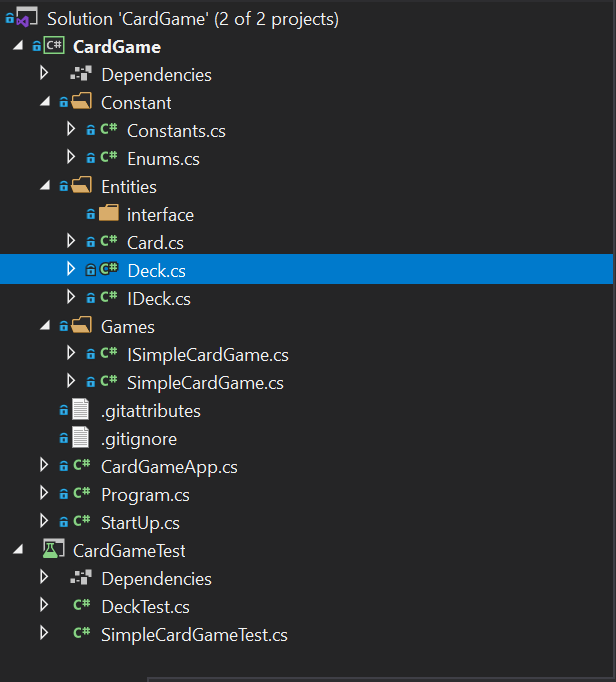 Solution 'CardGame' (2 of 2 projects)
C# CardGame
Dependencies
Constant
C# Constants.cs
C# Enums.cs
Entities
interface
C# Card.cs
C# Deck.cs
C# IDeck.cs
Games
C# ISimpleCardGame.cs
C# SimpleCardGame.cs
.gitattributes
.gitignore
C# CardGameApp.cs
C# Program.cs
C# StartUp.cs
CardGameTest
Dependencies
C# DeckTest.cs
C# SimpleCardGameTest.cs